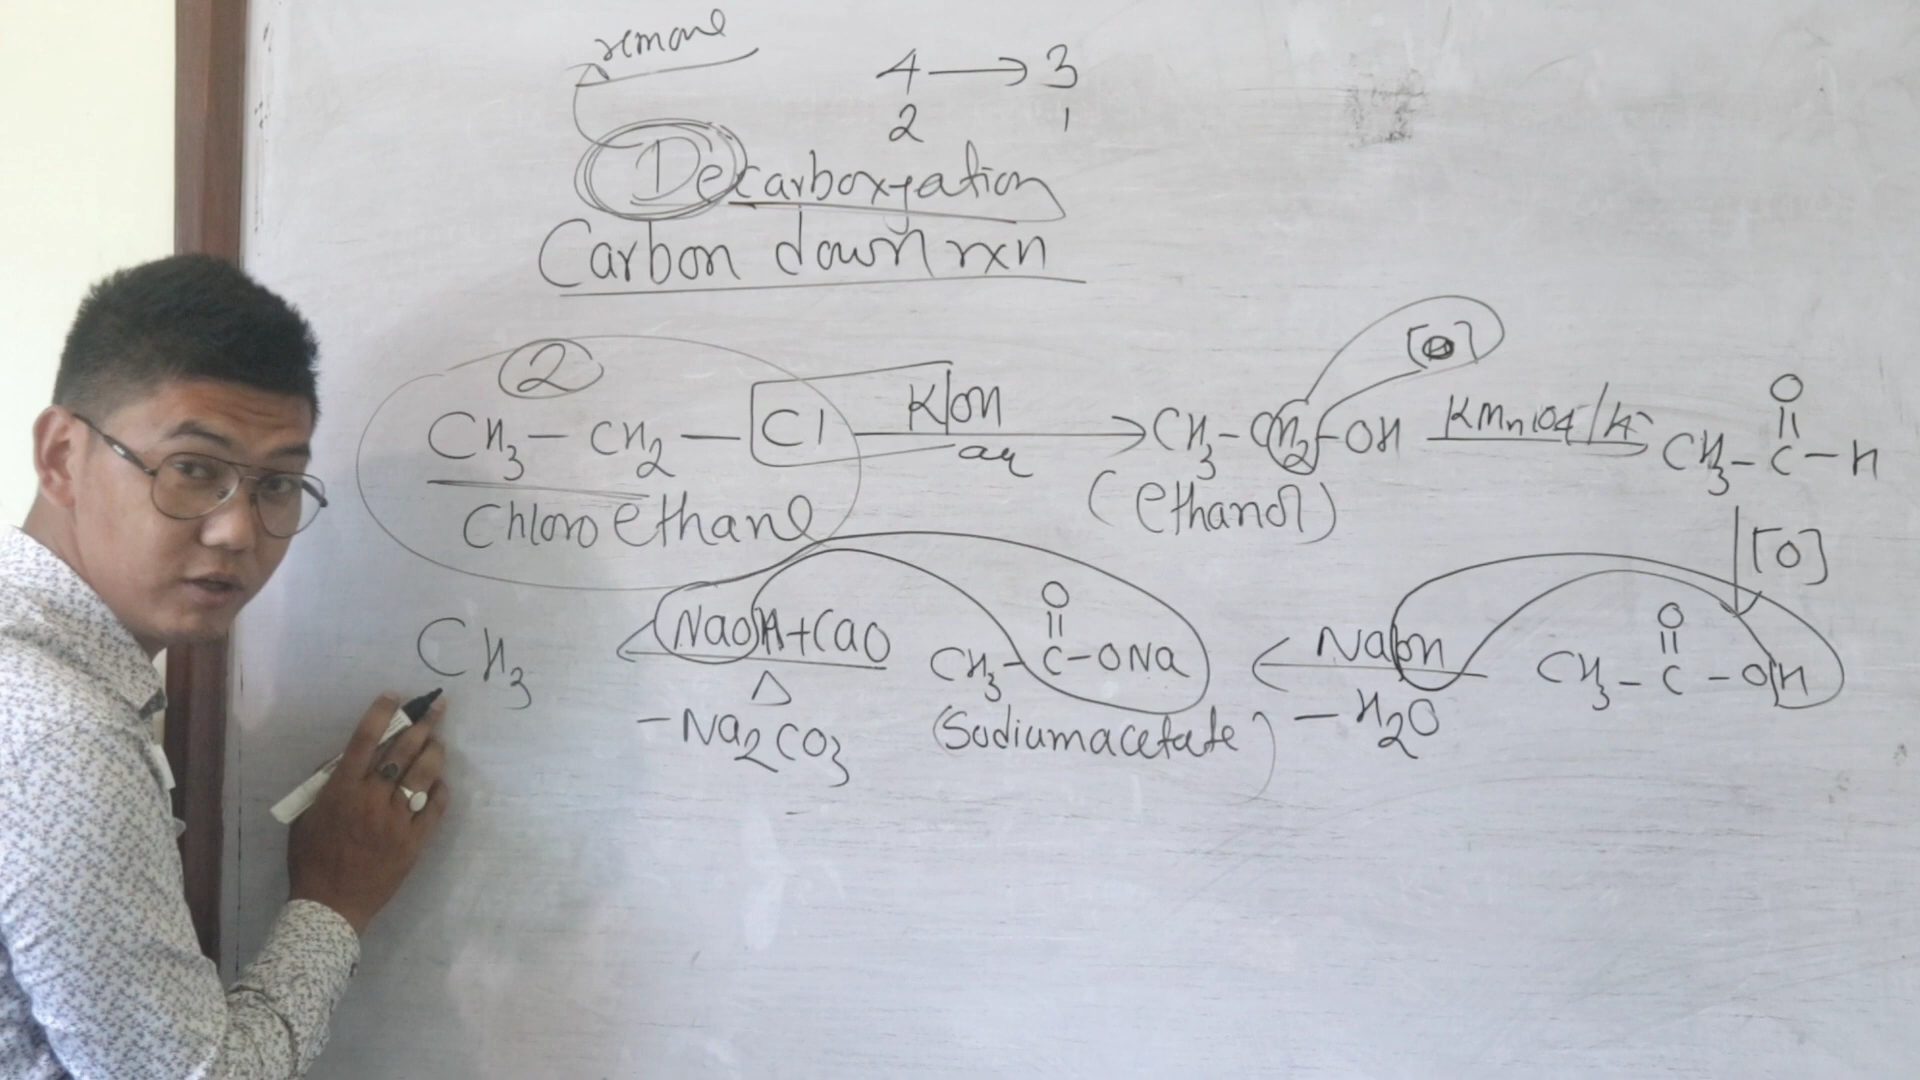 remove
4 → 3
2 1
Decarboxyation
Carbon down rxn
2
CH3 – CH2 – Cl
KOH
aq
CH3 – CH2 – OH
[O]
KMnO4/H+
O
CH3 – C – H
Chloroethane
(ethanol)
[O]
CH3
NaOH+CaO
Δ
–Na2CO3
O
CH3 – C – ONa
(Sodiumacetate)
NaOH
–H2O
O
CH3 – C – OH